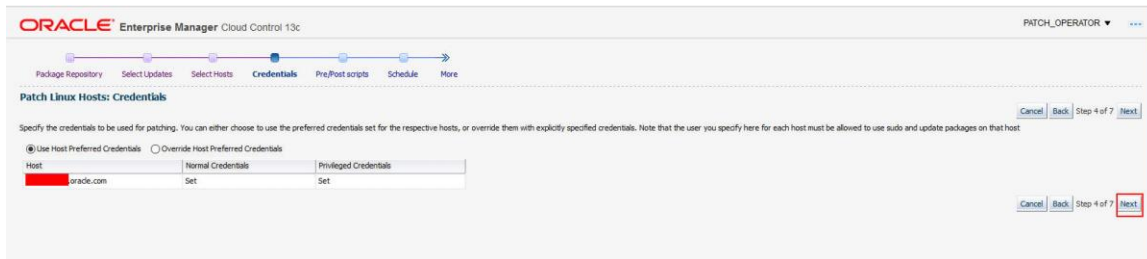 ORACLE Enterprise Manager Cloud Control 13c PATCH_OPERATOR
Package Repository Select Updates Select Hosts Credentials Pre/Post scripts Schedule More
Patch Linux Hosts: Credentials
Cancel Back Step 4 of 7 Next
Specify the credentials to be used for patching. You can either choose to use the preferred credentials set for the respective hosts, or override them with explicitly specified credentials. Note that the user you specify here for each host must be allowed to use sudo and update packages on that host
Use Host Preferred Credentials Override Host Preferred Credentials
Host Normal Credentials Privileged Credentials
.oracle.com Set Set
Cancel Back Step 4 of 7 Next